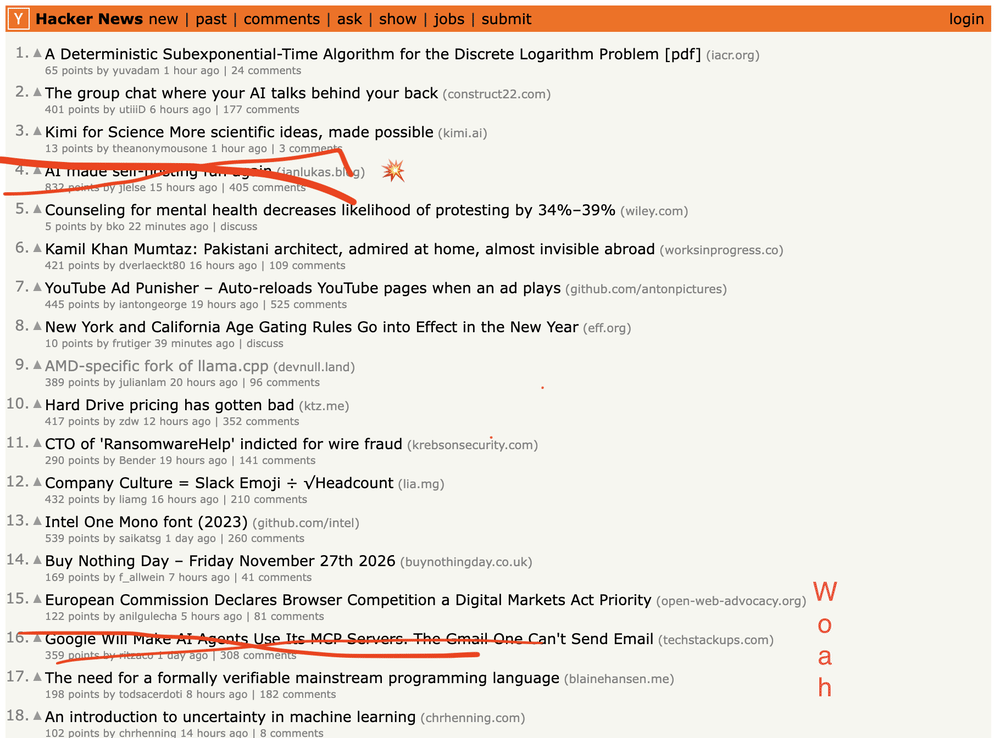 Y Hacker News new | past | comments | ask | show | jobs | submit login
1. A Deterministic Subexponential-Time Algorithm for the Discrete Logarithm Problem [pdf] (iacr.org)
65 points by yuvadam 1 hour ago | 24 comments
2. The group chat where your AI talks behind your back (construct22.com)
401 points by utiiiD 6 hours ago | 177 comments
3. Kimi for Science More scientific ideas, made possible (kimi.ai)
13 points by theanonymousone 1 hour ago | 3 comments
4. AI made self-hosting fun again (janlukas.blog)
832 points by jlelse 15 hours ago | 405 comments
5. Counseling for mental health decreases likelihood of protesting by 34%–39% (wiley.com)
5 points by bko 22 minutes ago | discuss
6. Kamil Khan Mumtaz: Pakistani architect, admired at home, almost invisible abroad (worksinprogress.co)
421 points by dverlaeckt80 16 hours ago | 109 comments
7. YouTube Ad Punisher – Auto-reloads YouTube pages when an ad plays (github.com/antonpictures)
445 points by iantongeorge 19 hours ago | 525 comments
8. New York and California Age Gating Rules Go into Effect in the New Year (eff.org)
10 points by frutiger 39 minutes ago | discuss
9. AMD-specific fork of llama.cpp (devnull.land)
389 points by julianlam 20 hours ago | 96 comments
10. Hard Drive pricing has gotten bad (ktz.me)
417 points by zdw 12 hours ago | 352 comments
11. CTO of 'RansomwareHelp' indicted for wire fraud (krebsonsecurity.com)
290 points by Bender 19 hours ago | 141 comments
12. Company Culture = Slack Emoji ÷ √Headcount (lia.mg)
432 points by liamg 16 hours ago | 210 comments
13. Intel One Mono font (2023) (github.com/intel)
539 points by saikatsg 1 day ago | 260 comments
14. Buy Nothing Day – Friday November 27th 2026 (buynothingday.co.uk)
169 points by f_allwein 7 hours ago | 41 comments
15. European Commission Declares Browser Competition a Digital Markets Act Priority (open-web-advocacy.org)
122 points by anilgulecha 5 hours ago | 81 comments
16. Google Will Make AI Agents Use Its MCP Servers. The Gmail One Can't Send Email (techstackups.com)
359 points by ritzaco 1 day ago | 308 comments
17. The need for a formally verifiable mainstream programming language (blainehansen.me)
198 points by todsacerdoti 8 hours ago | 182 comments
18. An introduction to uncertainty in machine learning (chrhenning.com)
102 points by chrhenning 14 hours ago | 8 comments
W
o
a
h